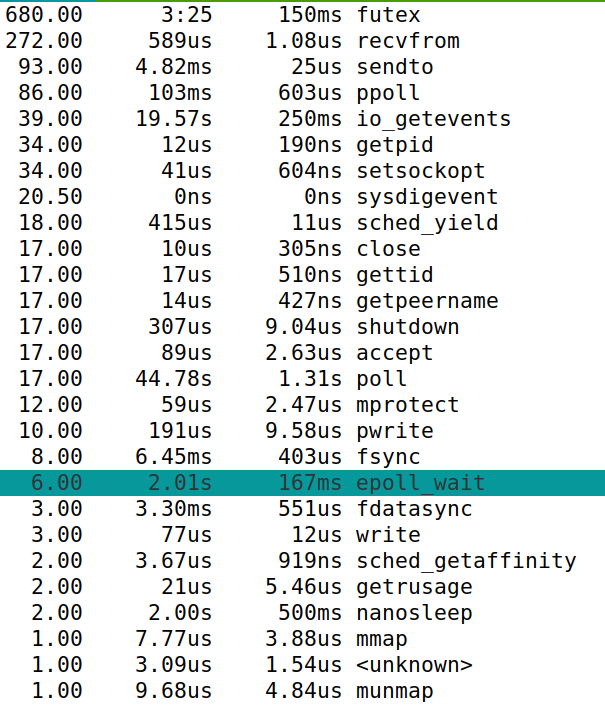 680.00 3:25 150ms futex
272.00 589us 1.08us recvfrom
93.00 4.82ms 25us sendto
86.00 103ms 603us ppoll
39.00 19.57s 250ms io_getevents
34.00 12us 190ns getpid
34.00 41us 604ns setsockopt
20.50 0ns 0ns sysdigevent
18.00 415us 11us sched_yield
17.00 10us 305ns close
17.00 17us 510ns gettid
17.00 14us 427ns getpeername
17.00 307us 9.04us shutdown
17.00 89us 2.63us accept
17.00 44.78s 1.31s poll
12.00 59us 2.47us mprotect
10.00 191us 9.58us pwrite
8.00 6.45ms 403us fsync
6.00 2.01s 167ms epoll_wait
3.00 3.30ms 551us fdatasync
3.00 77us 12us write
2.00 3.67us 919ns sched_getaffinity
2.00 21us 5.46us getrusage
2.00 2.00s 500ms nanosleep
1.00 7.77us 3.88us mmap
1.00 3.09us 1.54us <unknown>
1.00 9.68us 4.84us munmap